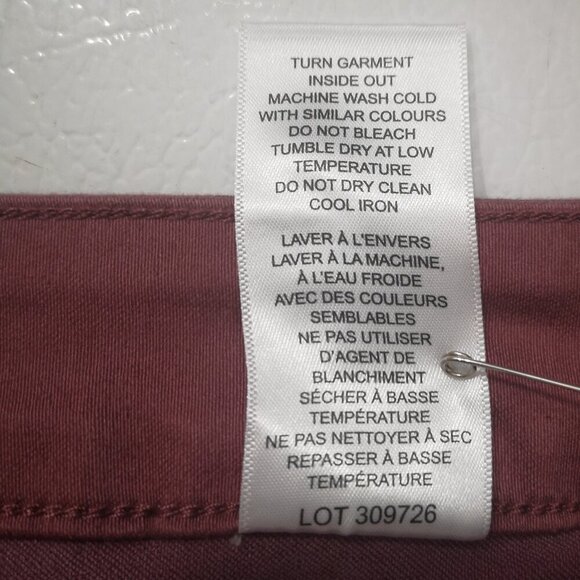 TURN GARMENT
INSIDE OUT
MACHINE WASH COLD
WITH SIMILAR COLOURS
DO NOT BLEACH
TUMBLE DRY AT LOW
TEMPERATURE
DO NOT DRY CLEAN
COOL IRON
LAVER À L'ENVERS
LAVER À LA MACHINE,
À L'EAU FROIDE
AVEC DES COULEURS
SEMBLABLES
NE PAS UTILISER
D'AGENT DE
BLANCHIMENT
SÉCHER À BASSE
TEMPÉRATURE
NE PAS NETTOYER À SEC
REPASSER À BASSE
TEMPÉRATURE
LOT 309726